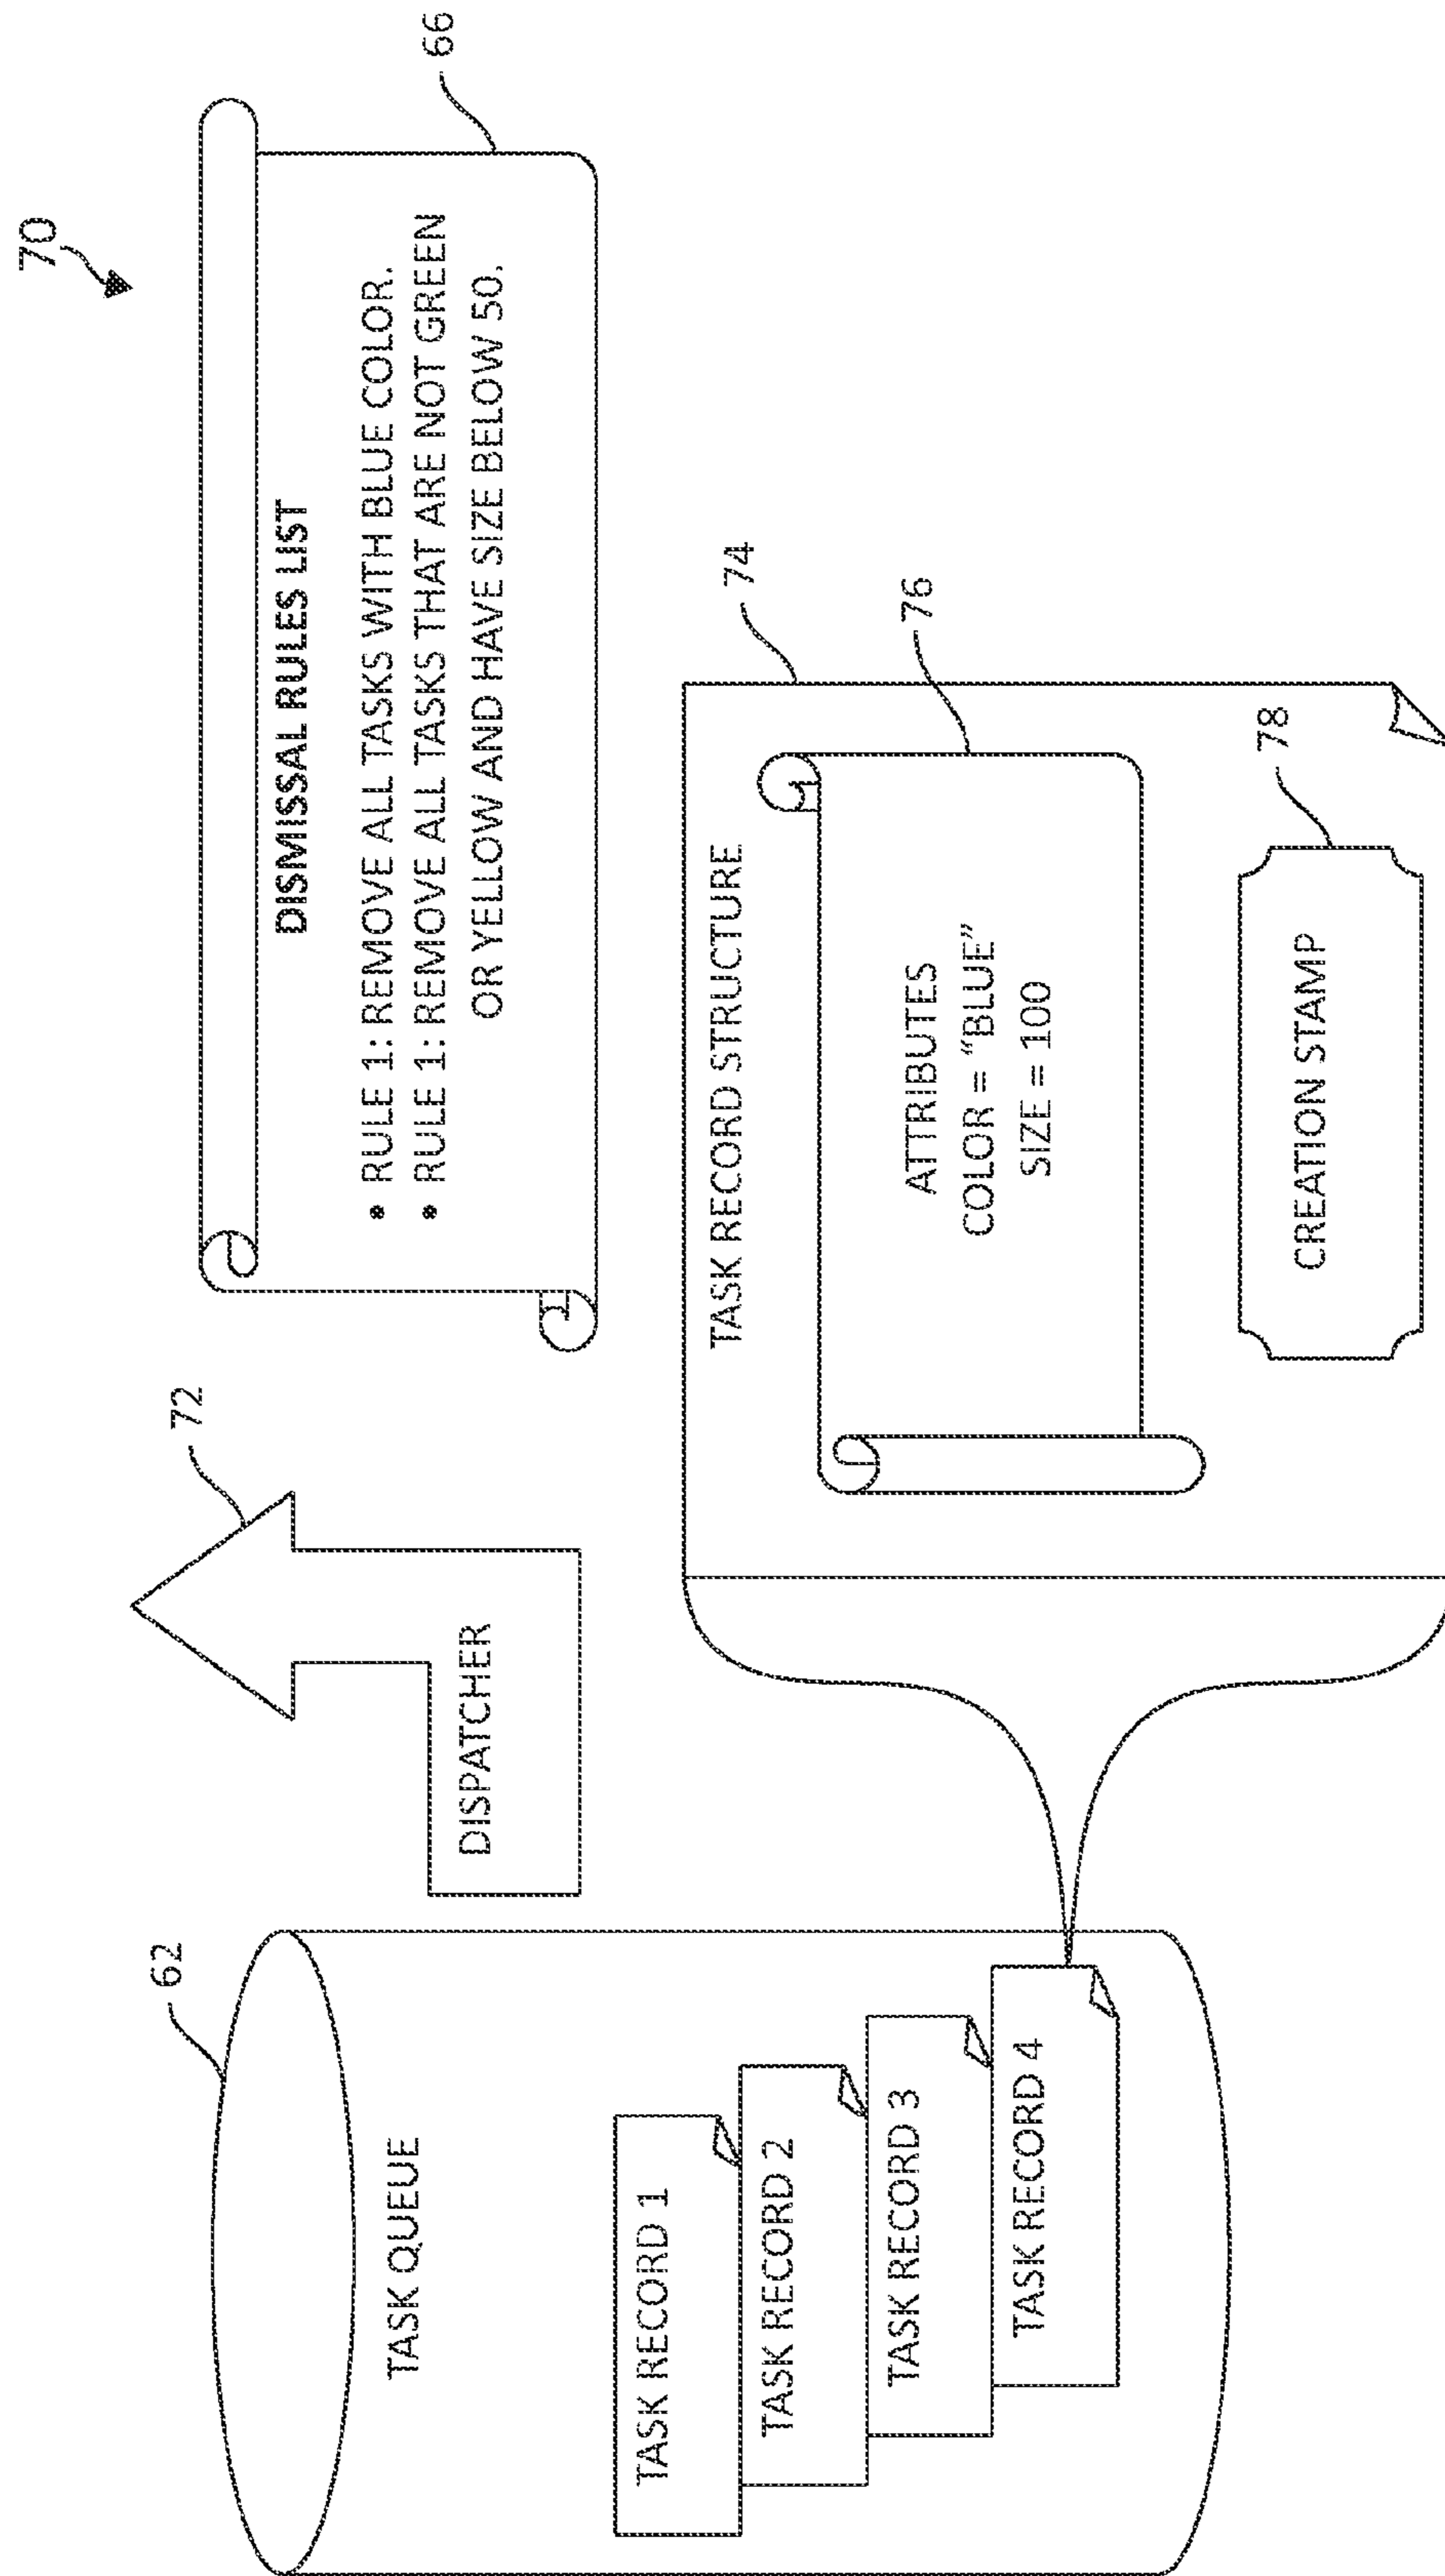 70
62
TASK QUEUE
TASK RECORD 1
TASK RECORD 2
TASK RECORD 3
TASK RECORD 4
72
DISPATCHER
66
DISMISSAL RULES LIST
• RULE 1: REMOVE ALL TASKS WITH BLUE COLOR.
• RULE 1: REMOVE ALL TASKS THAT ARE NOT GREEN
OR YELLOW AND HAVE SIZE BELOW 50.
74
TASK RECORD STRUCTURE
76
ATTRIBUTES
COLOR = “BLUE”
SIZE = 100
78
CREATION STAMP